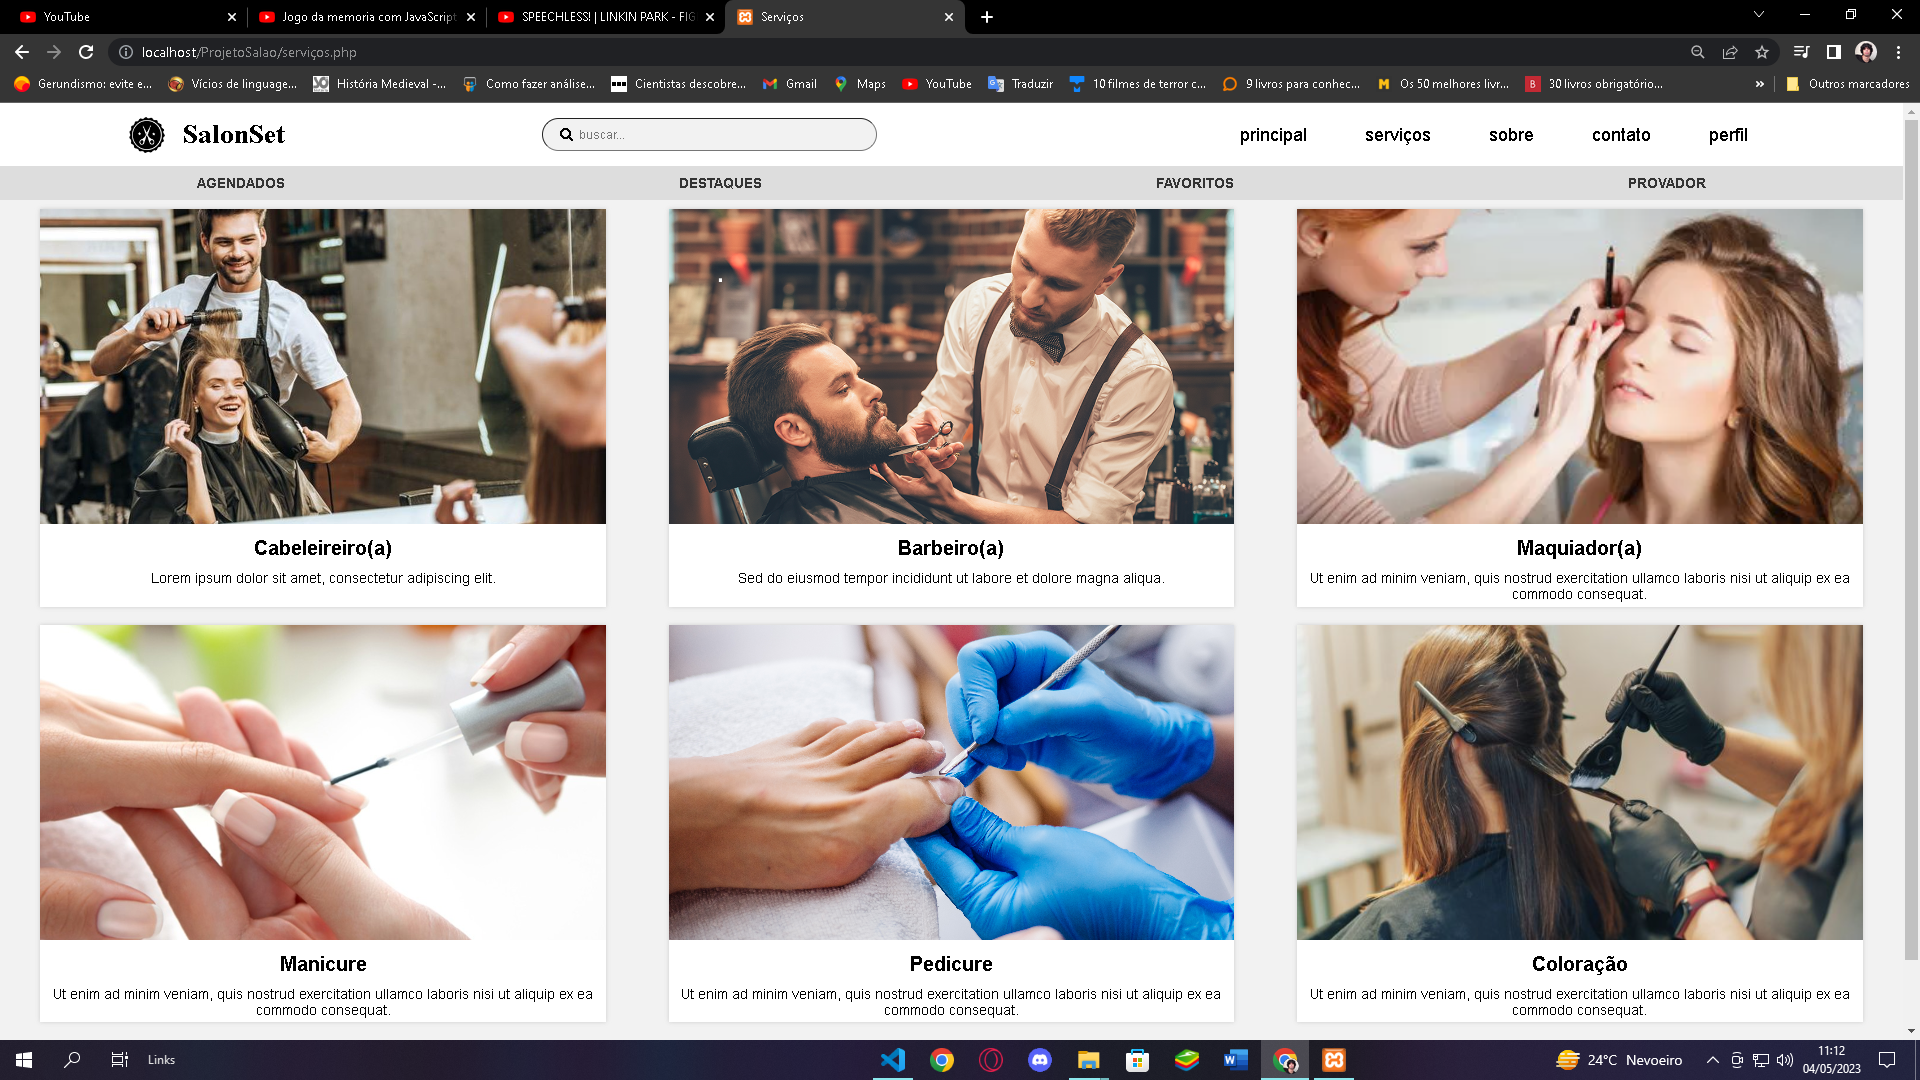 YouTube
Jogo da memoria com JavaScript
SPEECHLESS! | LINKIN PARK - FIG
Serviços
localhost/ProjetoSalao/serviços.php
Gerundismo: evite e...
Vícios de linguage...
História Medieval -...
Como fazer análise...
Cientistas descobre...
Gmail
Maps
YouTube
Traduzir
10 filmes de terror c...
9 livros para conhec...
Os 50 melhores livr...
30 livros obrigatório...
»
Outros marcadores
SalonSet
buscar...
principal
serviços
sobre
contato
perfil
AGENDADOS
DESTAQUES
FAVORITOS
PROVADOR
Cabeleireiro(a)
Lorem ipsum dolor sit amet, consectetur adipiscing elit.
Barbeiro(a)
Sed do eiusmod tempor incididunt ut labore et dolore magna aliqua.
Maquiador(a)
Ut enim ad minim veniam, quis nostrud exercitation ullamco laboris nisi ut aliquip ex ea
commodo consequat.
Manicure
Ut enim ad minim veniam, quis nostrud exercitation ullamco laboris nisi ut aliquip ex ea
commodo consequat.
Pedicure
Ut enim ad minim veniam, quis nostrud exercitation ullamco laboris nisi ut aliquip ex ea
commodo consequat.
Coloração
Ut enim ad minim veniam, quis nostrud exercitation ullamco laboris nisi ut aliquip ex ea
commodo consequat.
Links
24°C Nevoeiro
11:12
04/05/2023